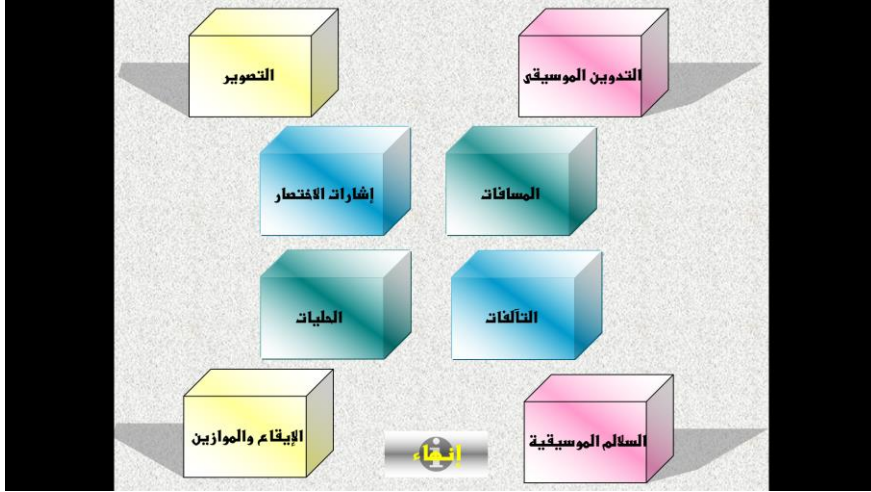 التدوين الموسيقى
التصوير
المسافات
إشارات الاختصار
التآلفات
الحليات
السلالم الموسيقية
الإيقاع والموازين
إنهاء